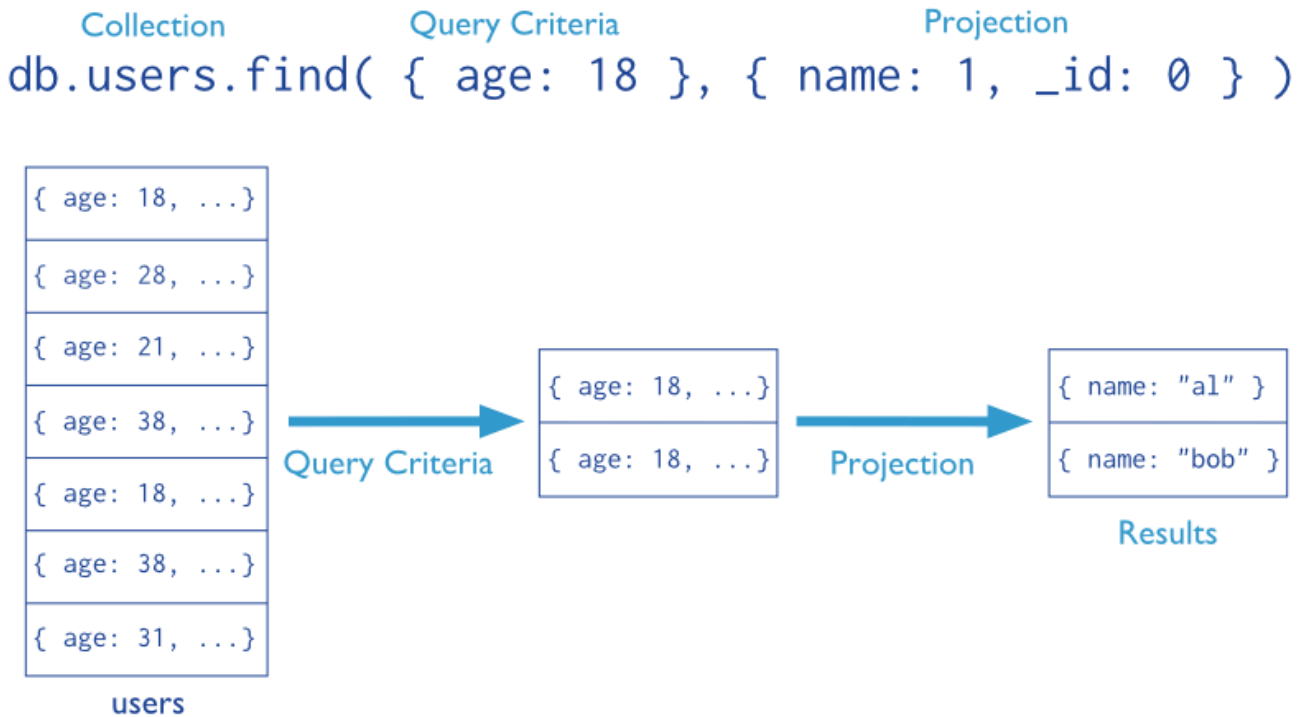 Collection Query Criteria Projection
db.users.find( { age: 18 }, { name: 1, _id: 0 } )
{ age: 18, ...}
{ age: 28, ...}
{ age: 21, ...}
{ age: 38, ...}
{ age: 18, ...}
{ age: 38, ...}
{ age: 31, ...}
users
Query Criteria
{ age: 18, ...}
{ age: 18, ...}
Projection
{ name: "al" }
{ name: "bob" }
Results